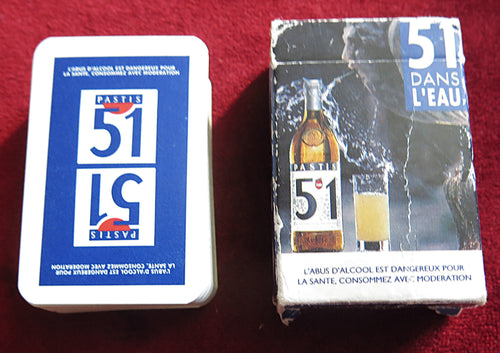 L'ABUS D'ALCOOL EST DANGEREUX POUR
LA SANTE, CONSOMMEZ AVEC MODERATION
PASTIS
51
51
PASTIS
L'ABUS D'ALCOOL EST DANGEREUX POUR
LA SANTE, CONSOMMEZ AVEC MODERATION
51
DANS
L'EAU
PASTIS
51
L'ABUS D'ALCOOL EST DANGEREUX POUR
LA SANTE, CONSOMMEZ AVEC MODERATION